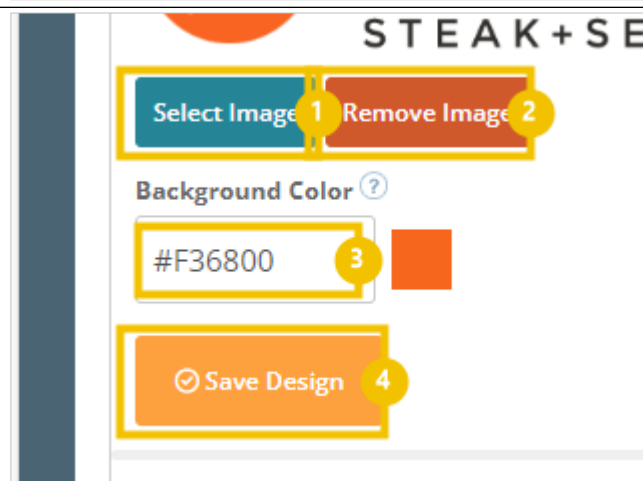 STEAK+SE
Select Image 1 Remove Image 2
Background Color ?
#F36800 3
Save Design 4